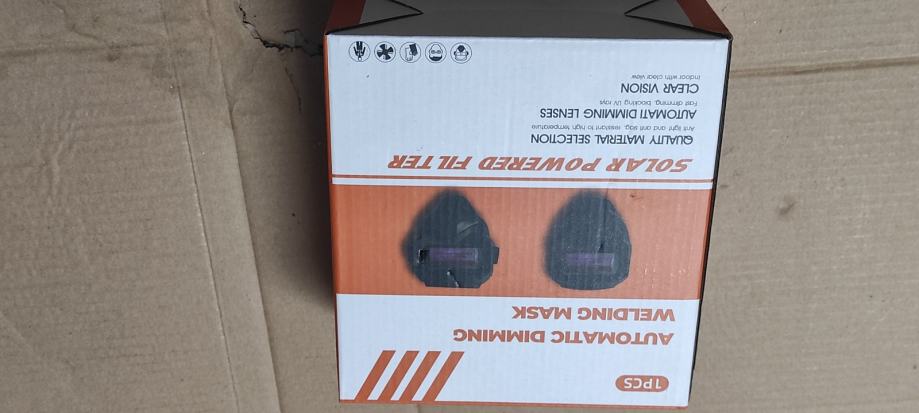 1PCS
AUTOMATIC DIMMING
WELDING MASK
SOLAR POWERED FILTER
QUALITY MATERIAL SELECTION
Anti light and anti slag, resistant to high temperature
AUTOMATI DIMMING LENSES
Fast dimming, blocking UV rays
CLEAR VISION
Indoor with clear view